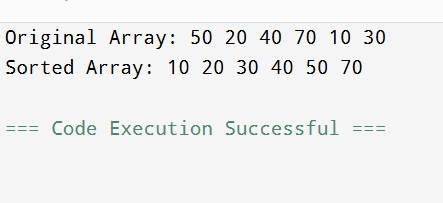 Original Array: 50 20 40 70 10 30
Sorted Array: 10 20 30 40 50 70
=== Code Execution Successful ===